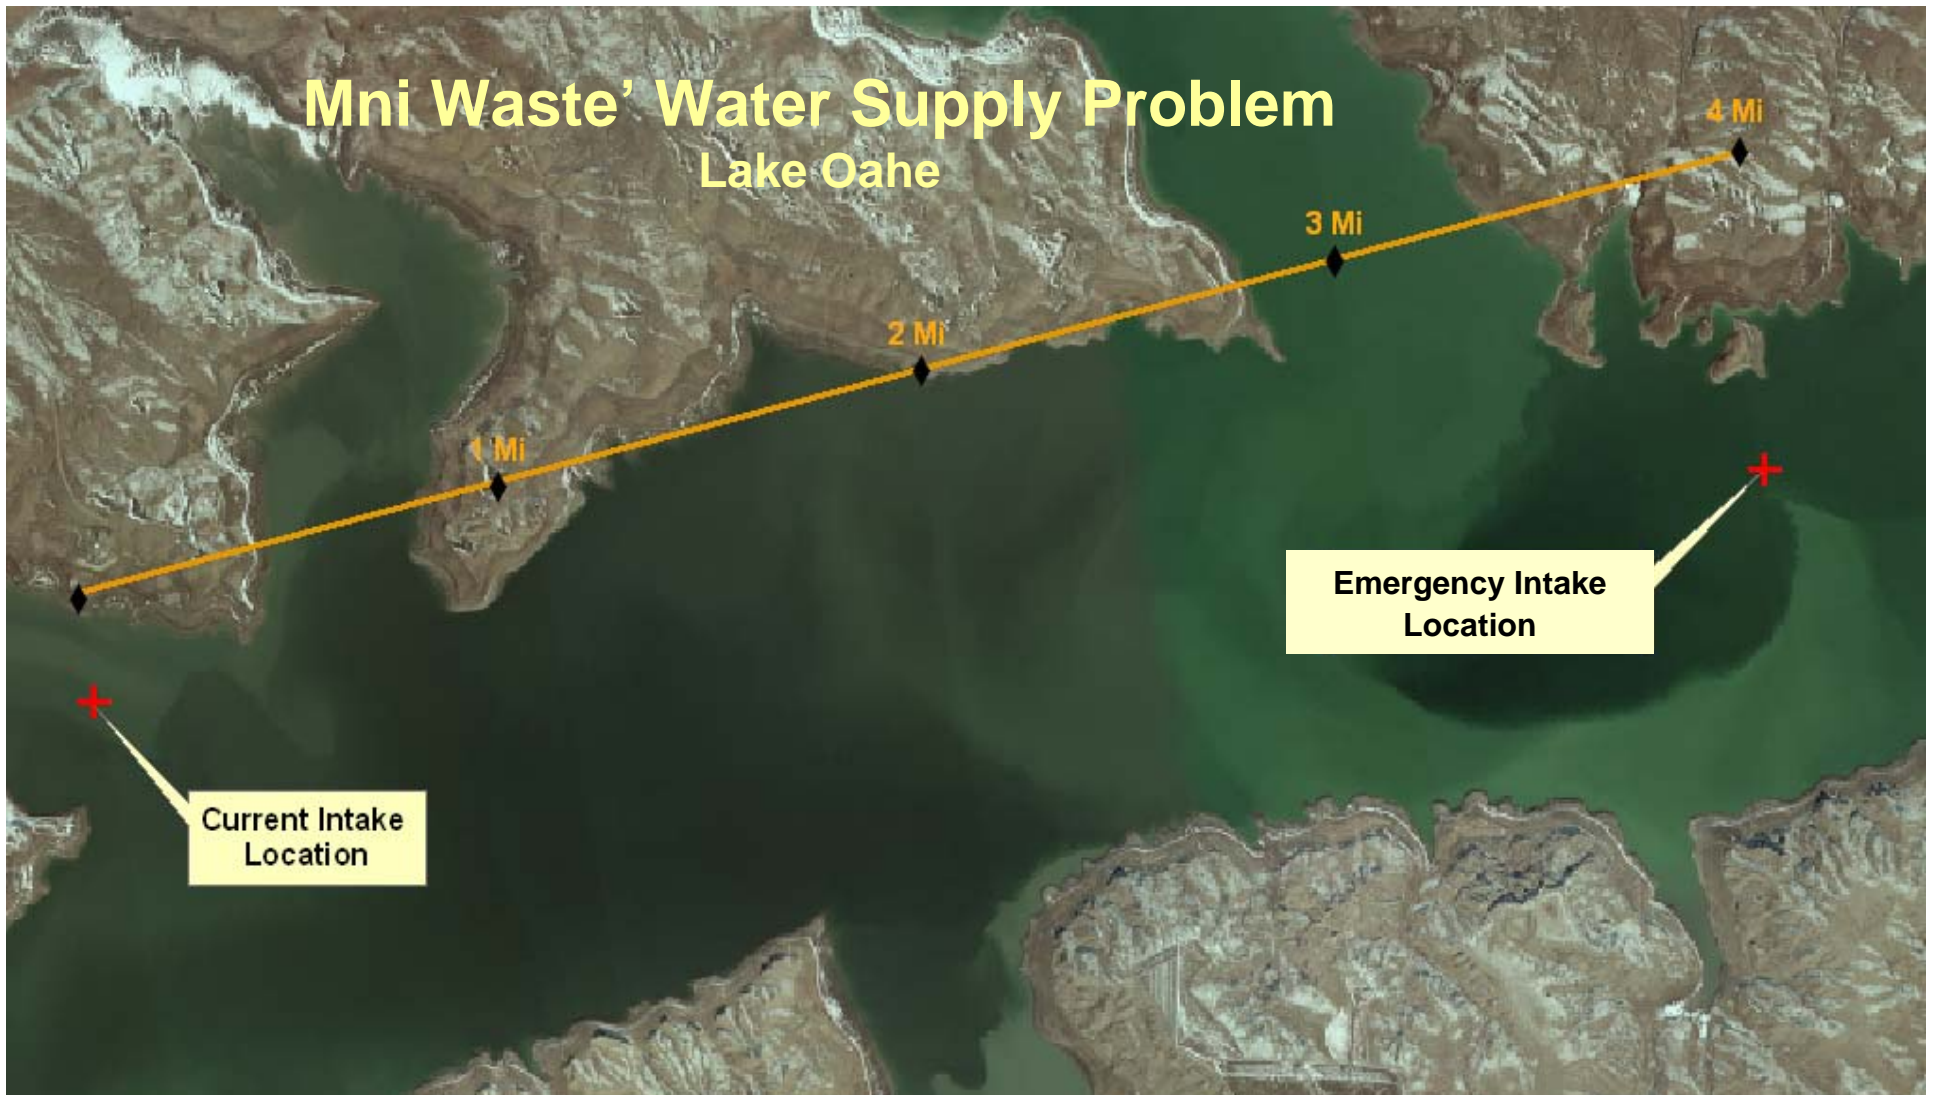 Mni Waste’ Water Supply Problem
Lake Oahe
4 Mi
3 Mi
2 Mi
1 Mi
Emergency Intake
Location
Current Intake
Location